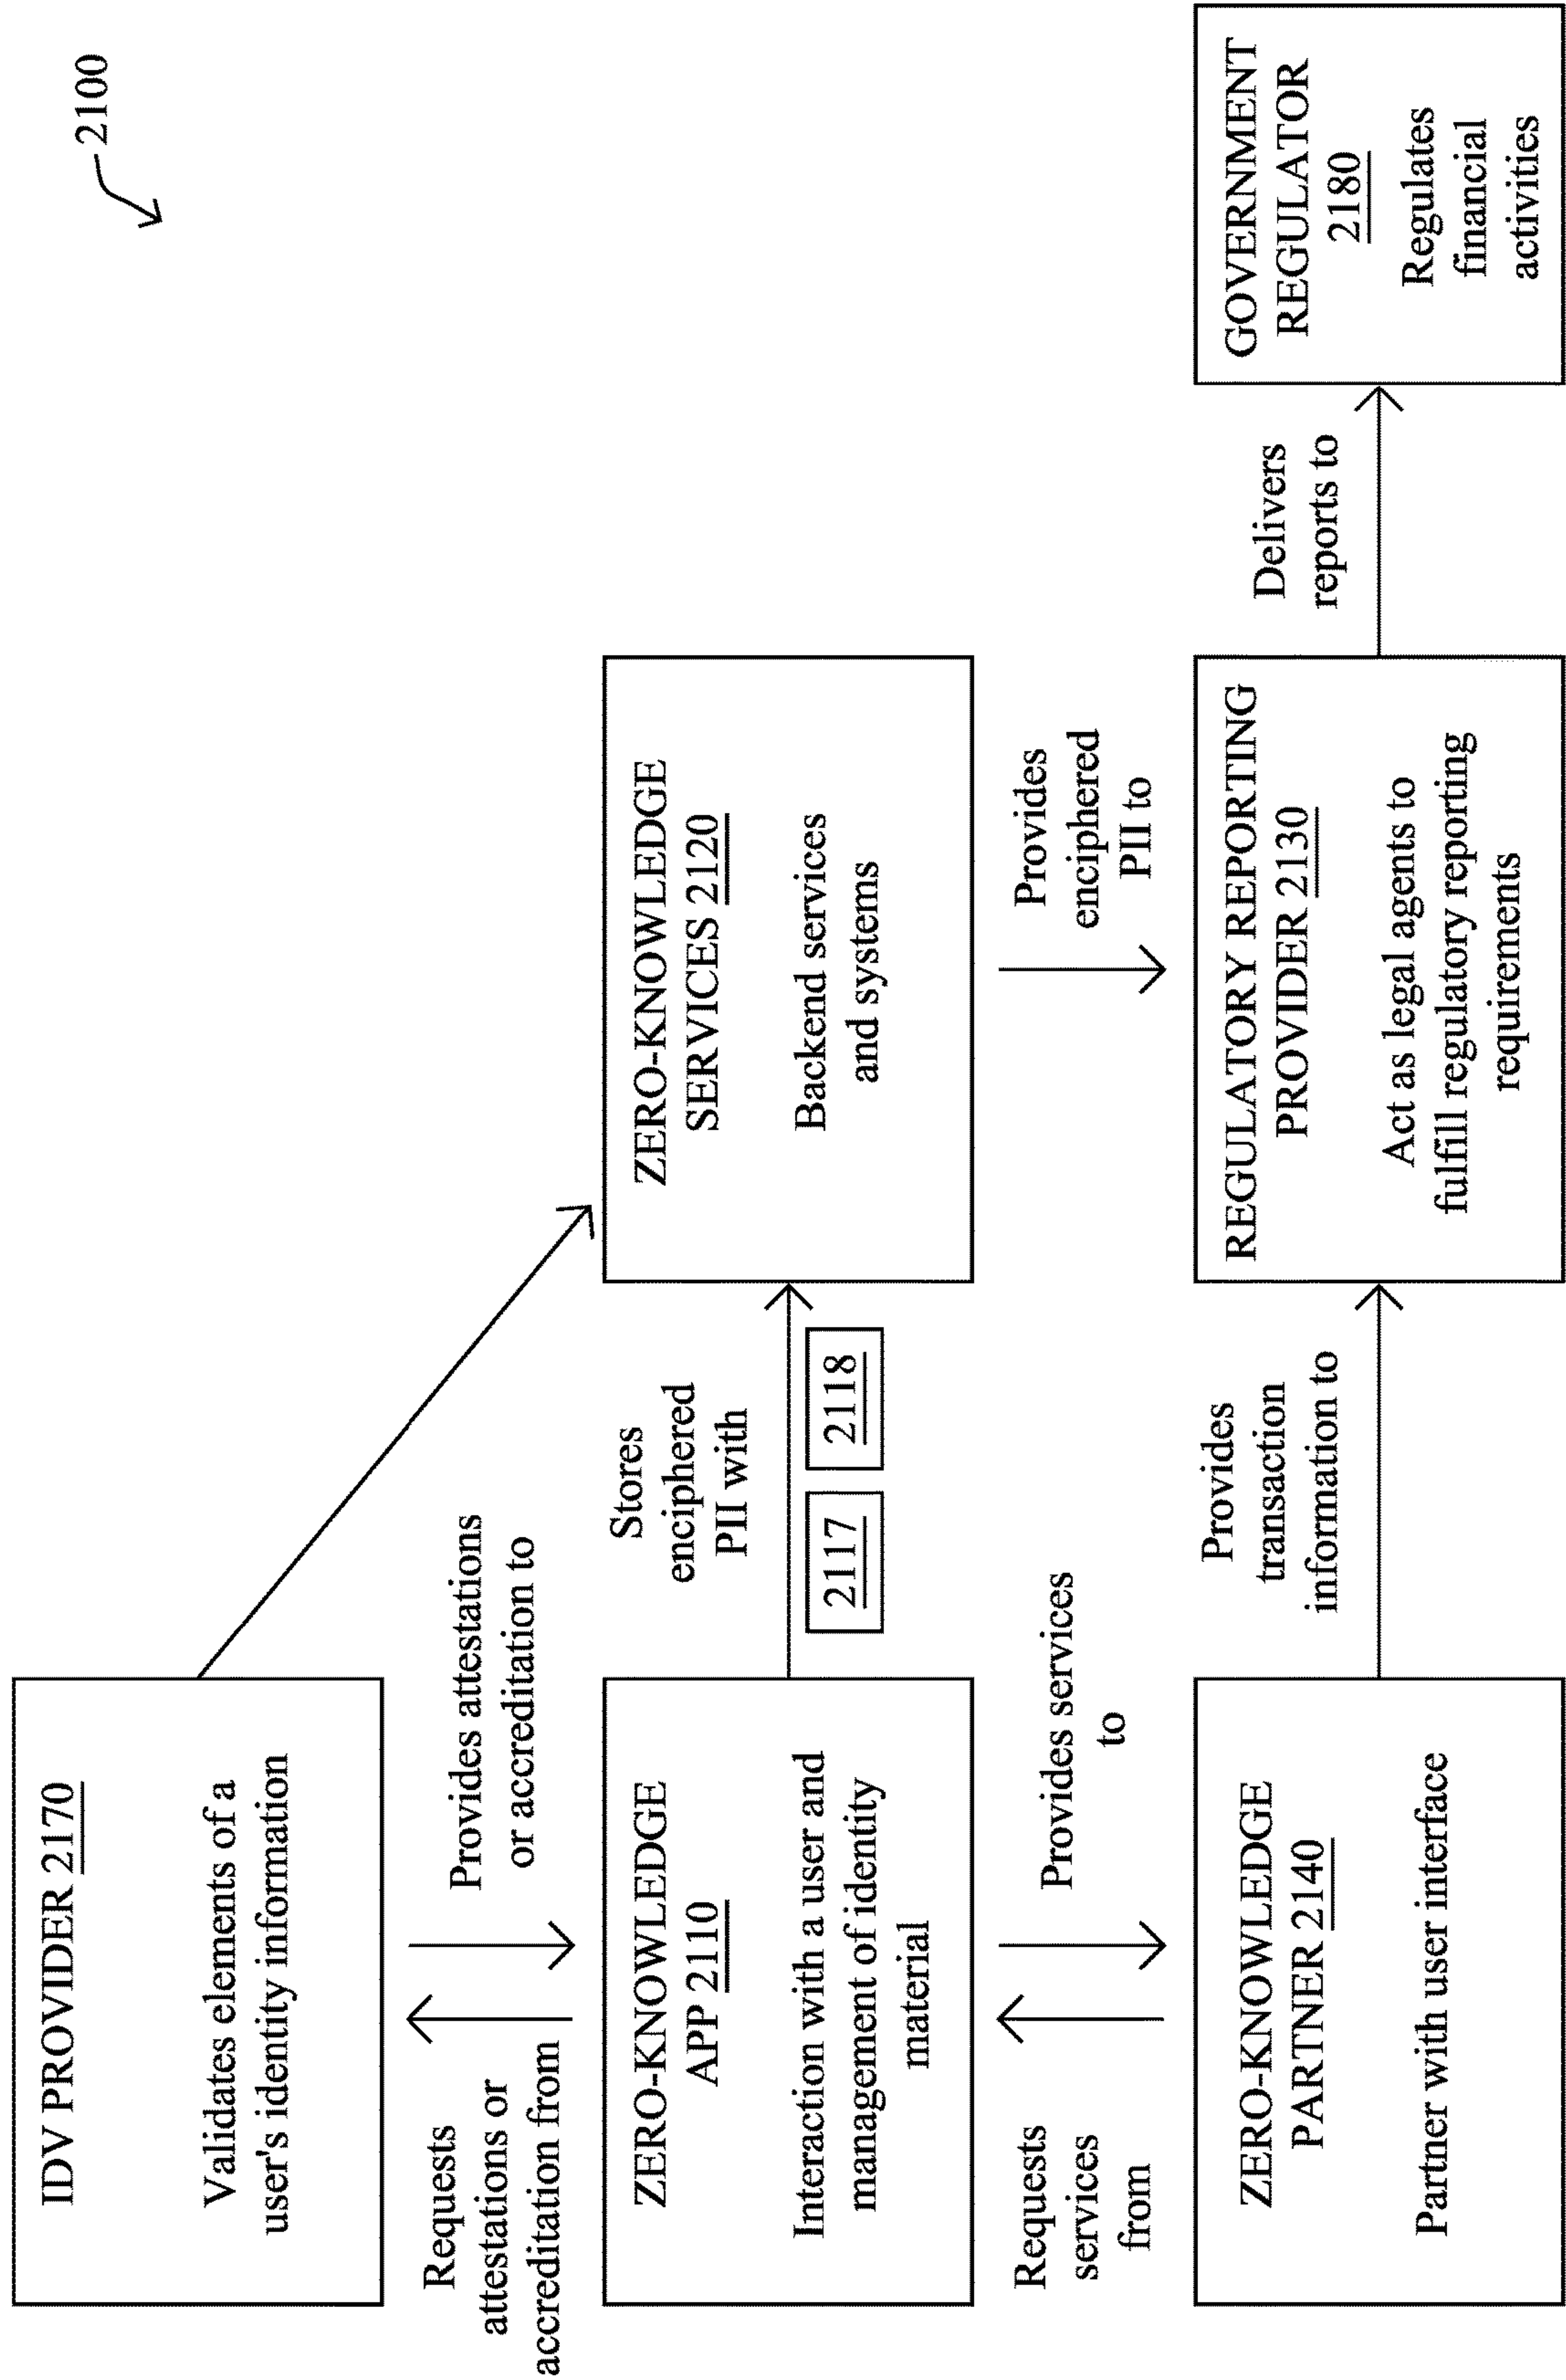 2100
IDV PROVIDER 2170
Validates elements of a
user's identity information
Requests
attestations or
accreditation from
Provides attestations
or accreditation to
ZERO-KNOWLEDGE
APP 2110
Interaction with a user and
management of identity
material
Stores
enciphered
PII with
2117
2118
ZERO-KNOWLEDGE
SERVICES 2120
Backend services
and systems
Requests
services
from
Provides services
to
Provides
enciphered
PII to
ZERO-KNOWLEDGE
PARTNER 2140
Partner with user interface
Provides
transaction
information to
REGULATORY REPORTING
PROVIDER 2130
Act as legal agents to
fulfill regulatory reporting
requirements
Delivers
reports to
GOVERNMENT
REGULATOR
2180
Regulates
financial
activities